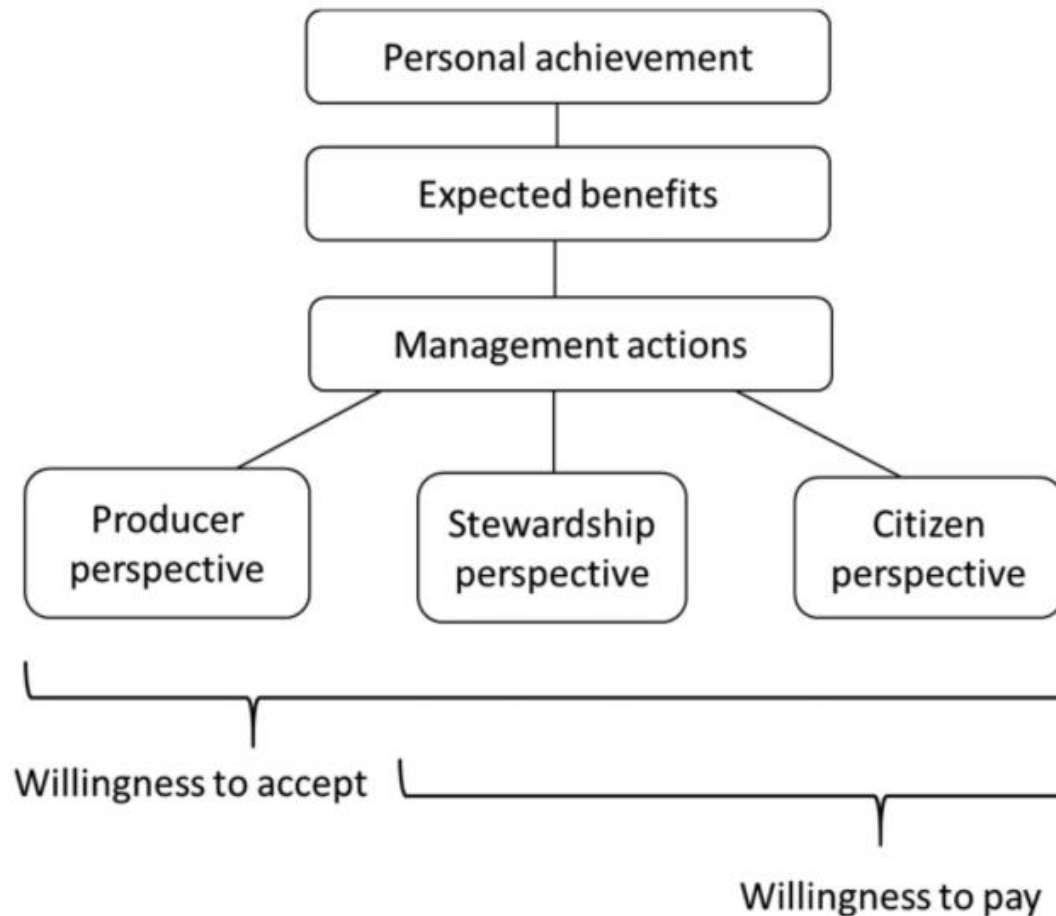 Personal achievement
Expected benefits
Management actions
Producer
perspective
Stewardship
perspective
Citizen
perspective
Willingness to accept
Willingness to pay